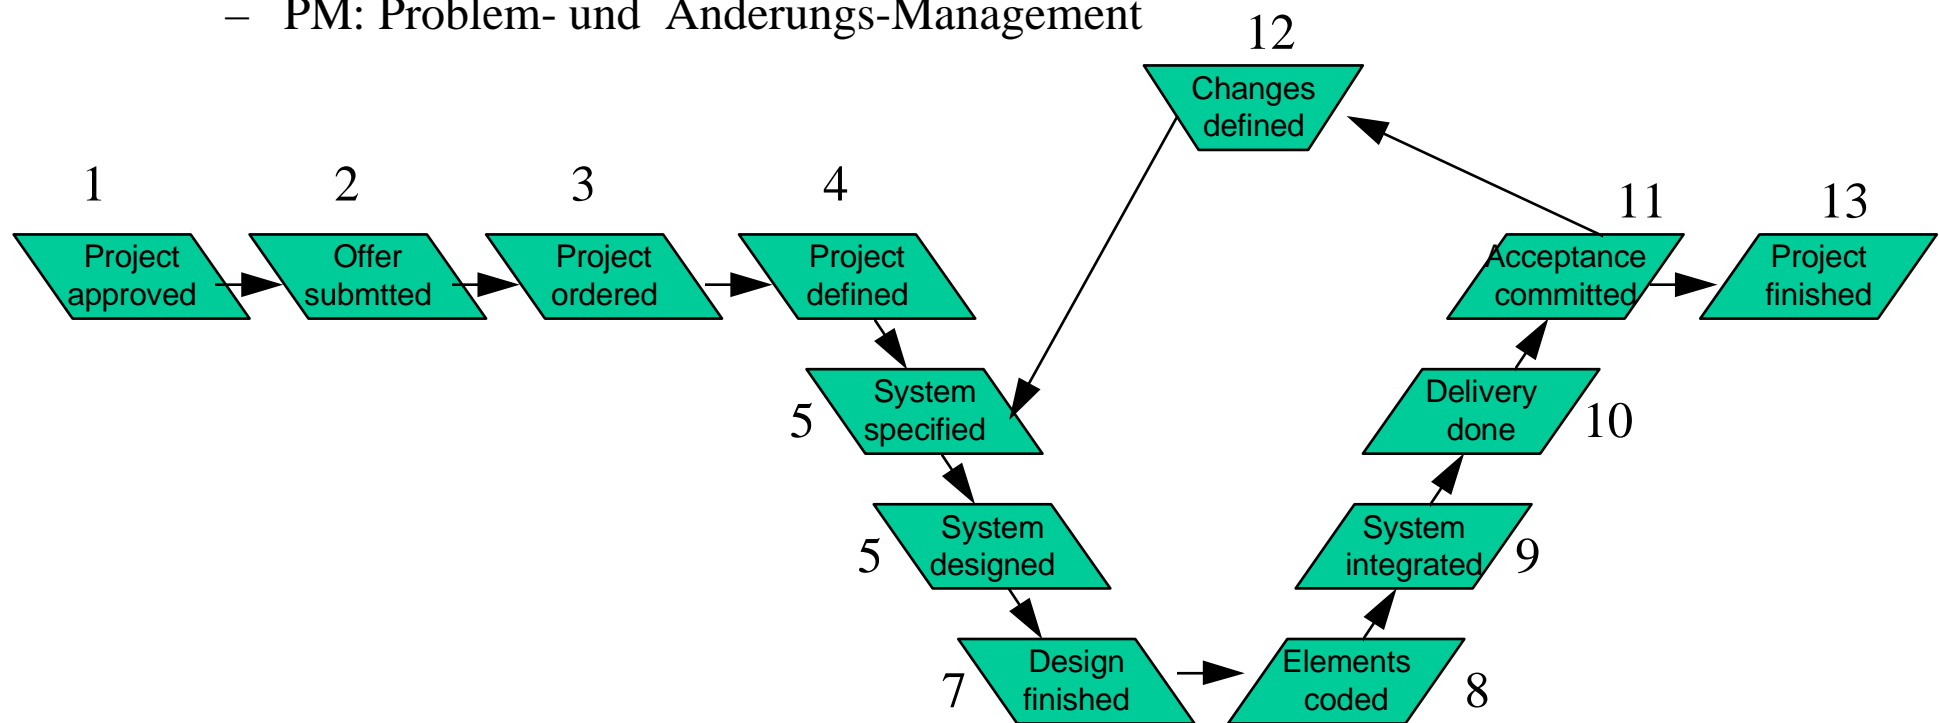 – PM: Problem- und Anderungs-Management
12
Changes
defined
1
2
3
4
11
13
Project
approved
Offer
submtted
Project
ordered
Project
defined
Acceptance
committed
Project
finished
5
System
specified
Delivery
done
10
5
System
designed
System
integrated
9
7
Design
finished
Elements
coded
8